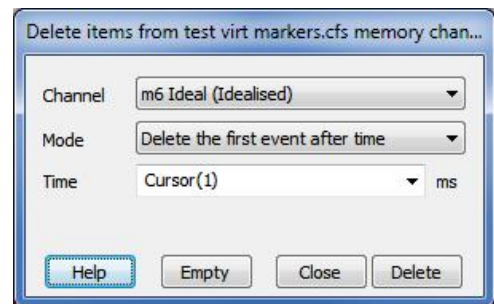 Delete items from test virt markers.cfs memory chan...
Channel m6 Ideal (Idealised)
Mode Delete the first event after time
Time Cursor(1) ms
Help Empty Close Delete